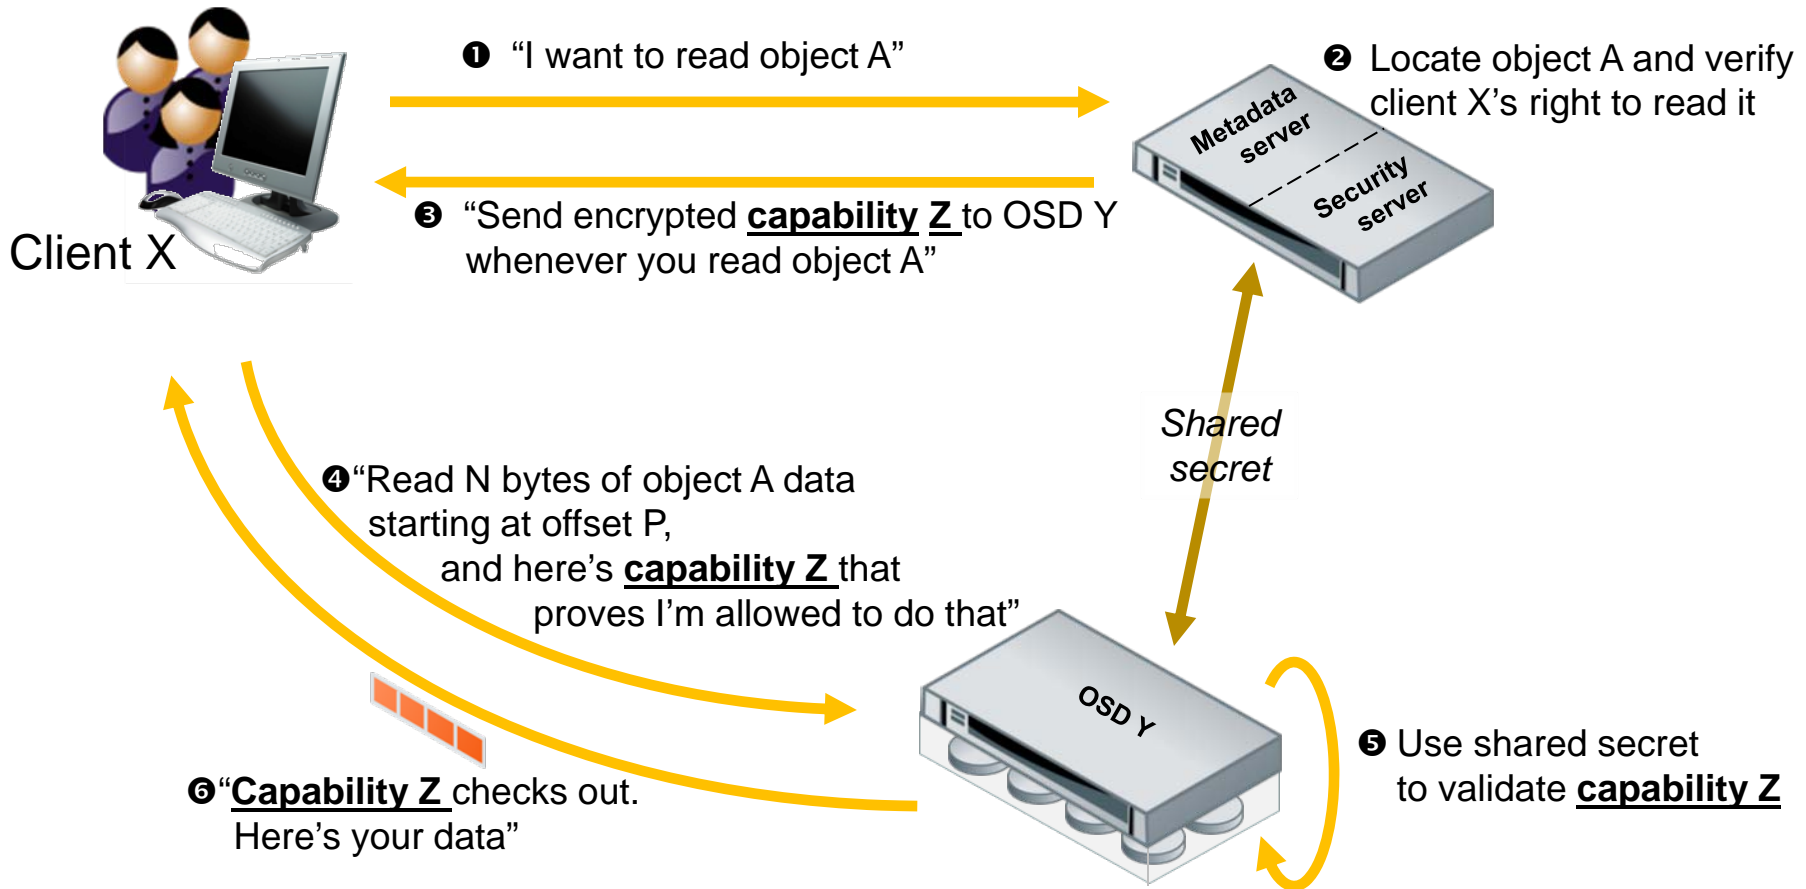 ❶ “I want to read object A”
❷ Locate object A and verify
client X’s right to read it
Metadata
server
Security
server
❸ “Send encrypted capability Z to OSD Y
whenever you read object A”
Client X
Shared
secret
❹“Read N bytes of object A data
starting at offset P,
and here’s capability Z that
proves I’m allowed to do that”
OSD Y
❺ Use shared secret
to validate capability Z
❻“Capability Z checks out.
Here’s your data”